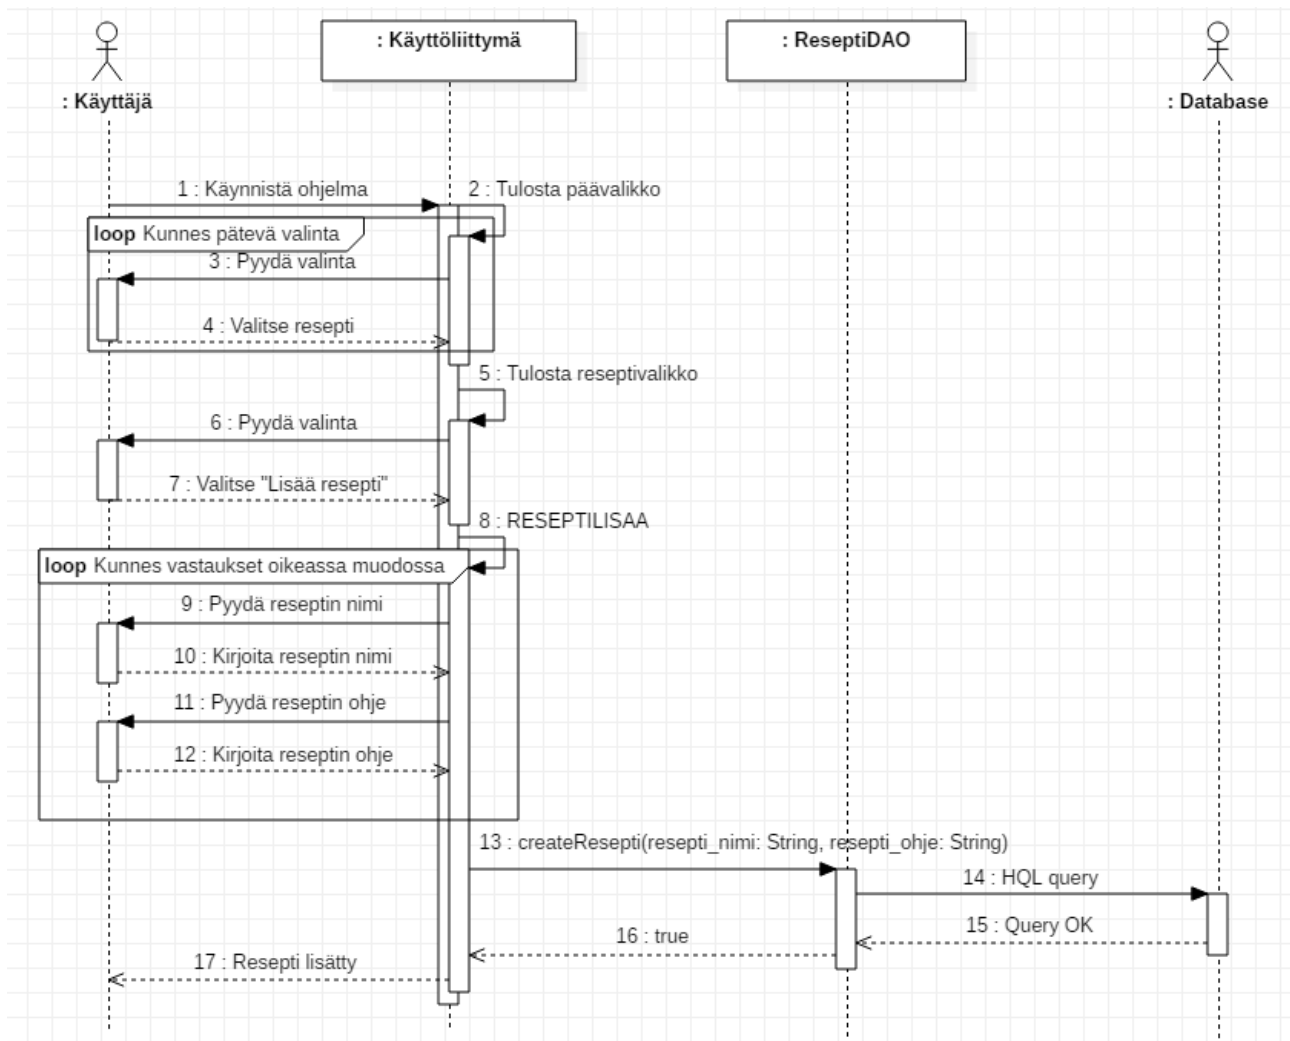 : Käyttöliittymä
: ReseptiDAO
: Käyttäjä
: Database
1 : Käynnistä ohjelma
2 : Tulosta päävalikko
loop Kunnes pätevä valinta
3 : Pyydä valinta
4 : Valitse resepti
5 : Tulosta reseptivalikko
6 : Pyydä valinta
7 : Valitse "Lisää resepti"
8 : RESEPTILISAA
loop Kunnes vastaukset oikeassa muodossa
9 : Pyydä reseptin nimi
10 : Kirjoita reseptin nimi
11 : Pyydä reseptin ohje
12 : Kirjoita reseptin ohje
13 : createResepti(resepti_nimi: String, resepti_ohje: String)
14 : HQL query
15 : Query OK
16 : true
17 : Resepti lisätty